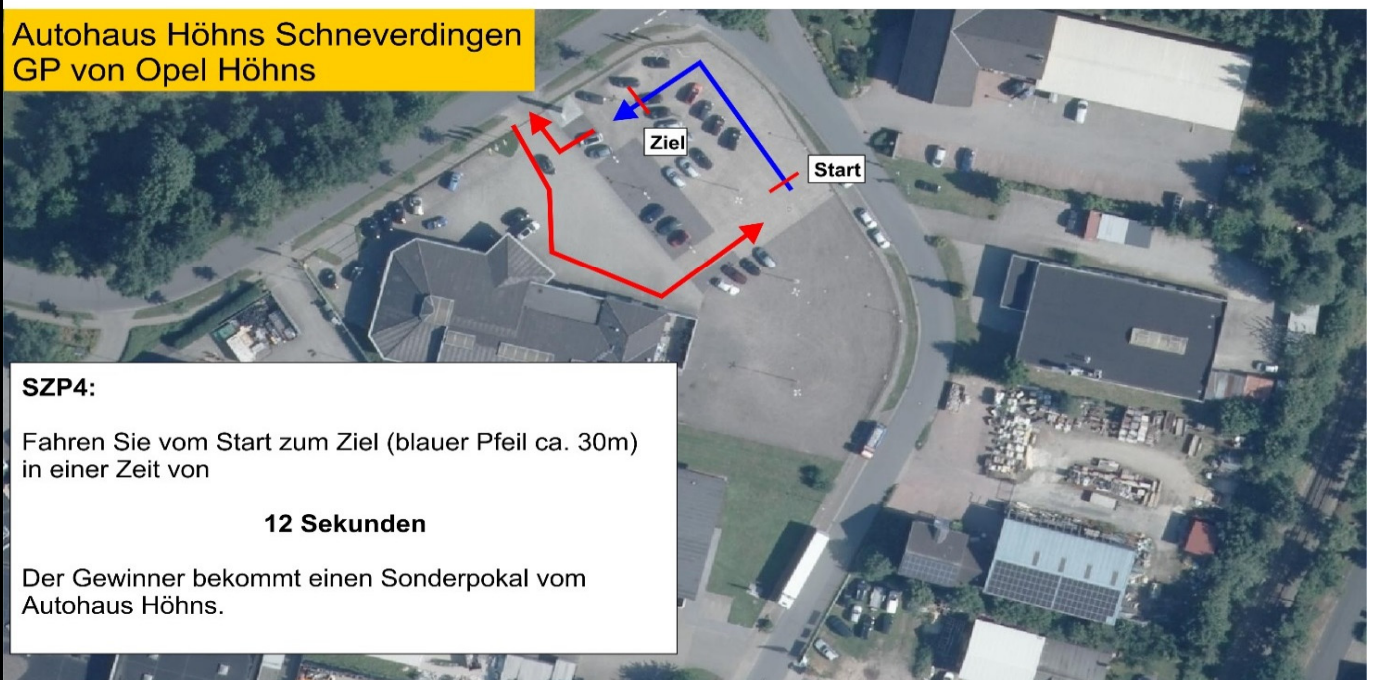 Autohaus Höhns Schneverdingen
GP von Opel Höhns
Ziel
Start
SZP4:
Fahren Sie vom Start zum Ziel (blauer Pfeil ca. 30m)
in einer Zeit von
12 Sekunden
Der Gewinner bekommt einen Sonderpokal vom
Autohaus Höhns.